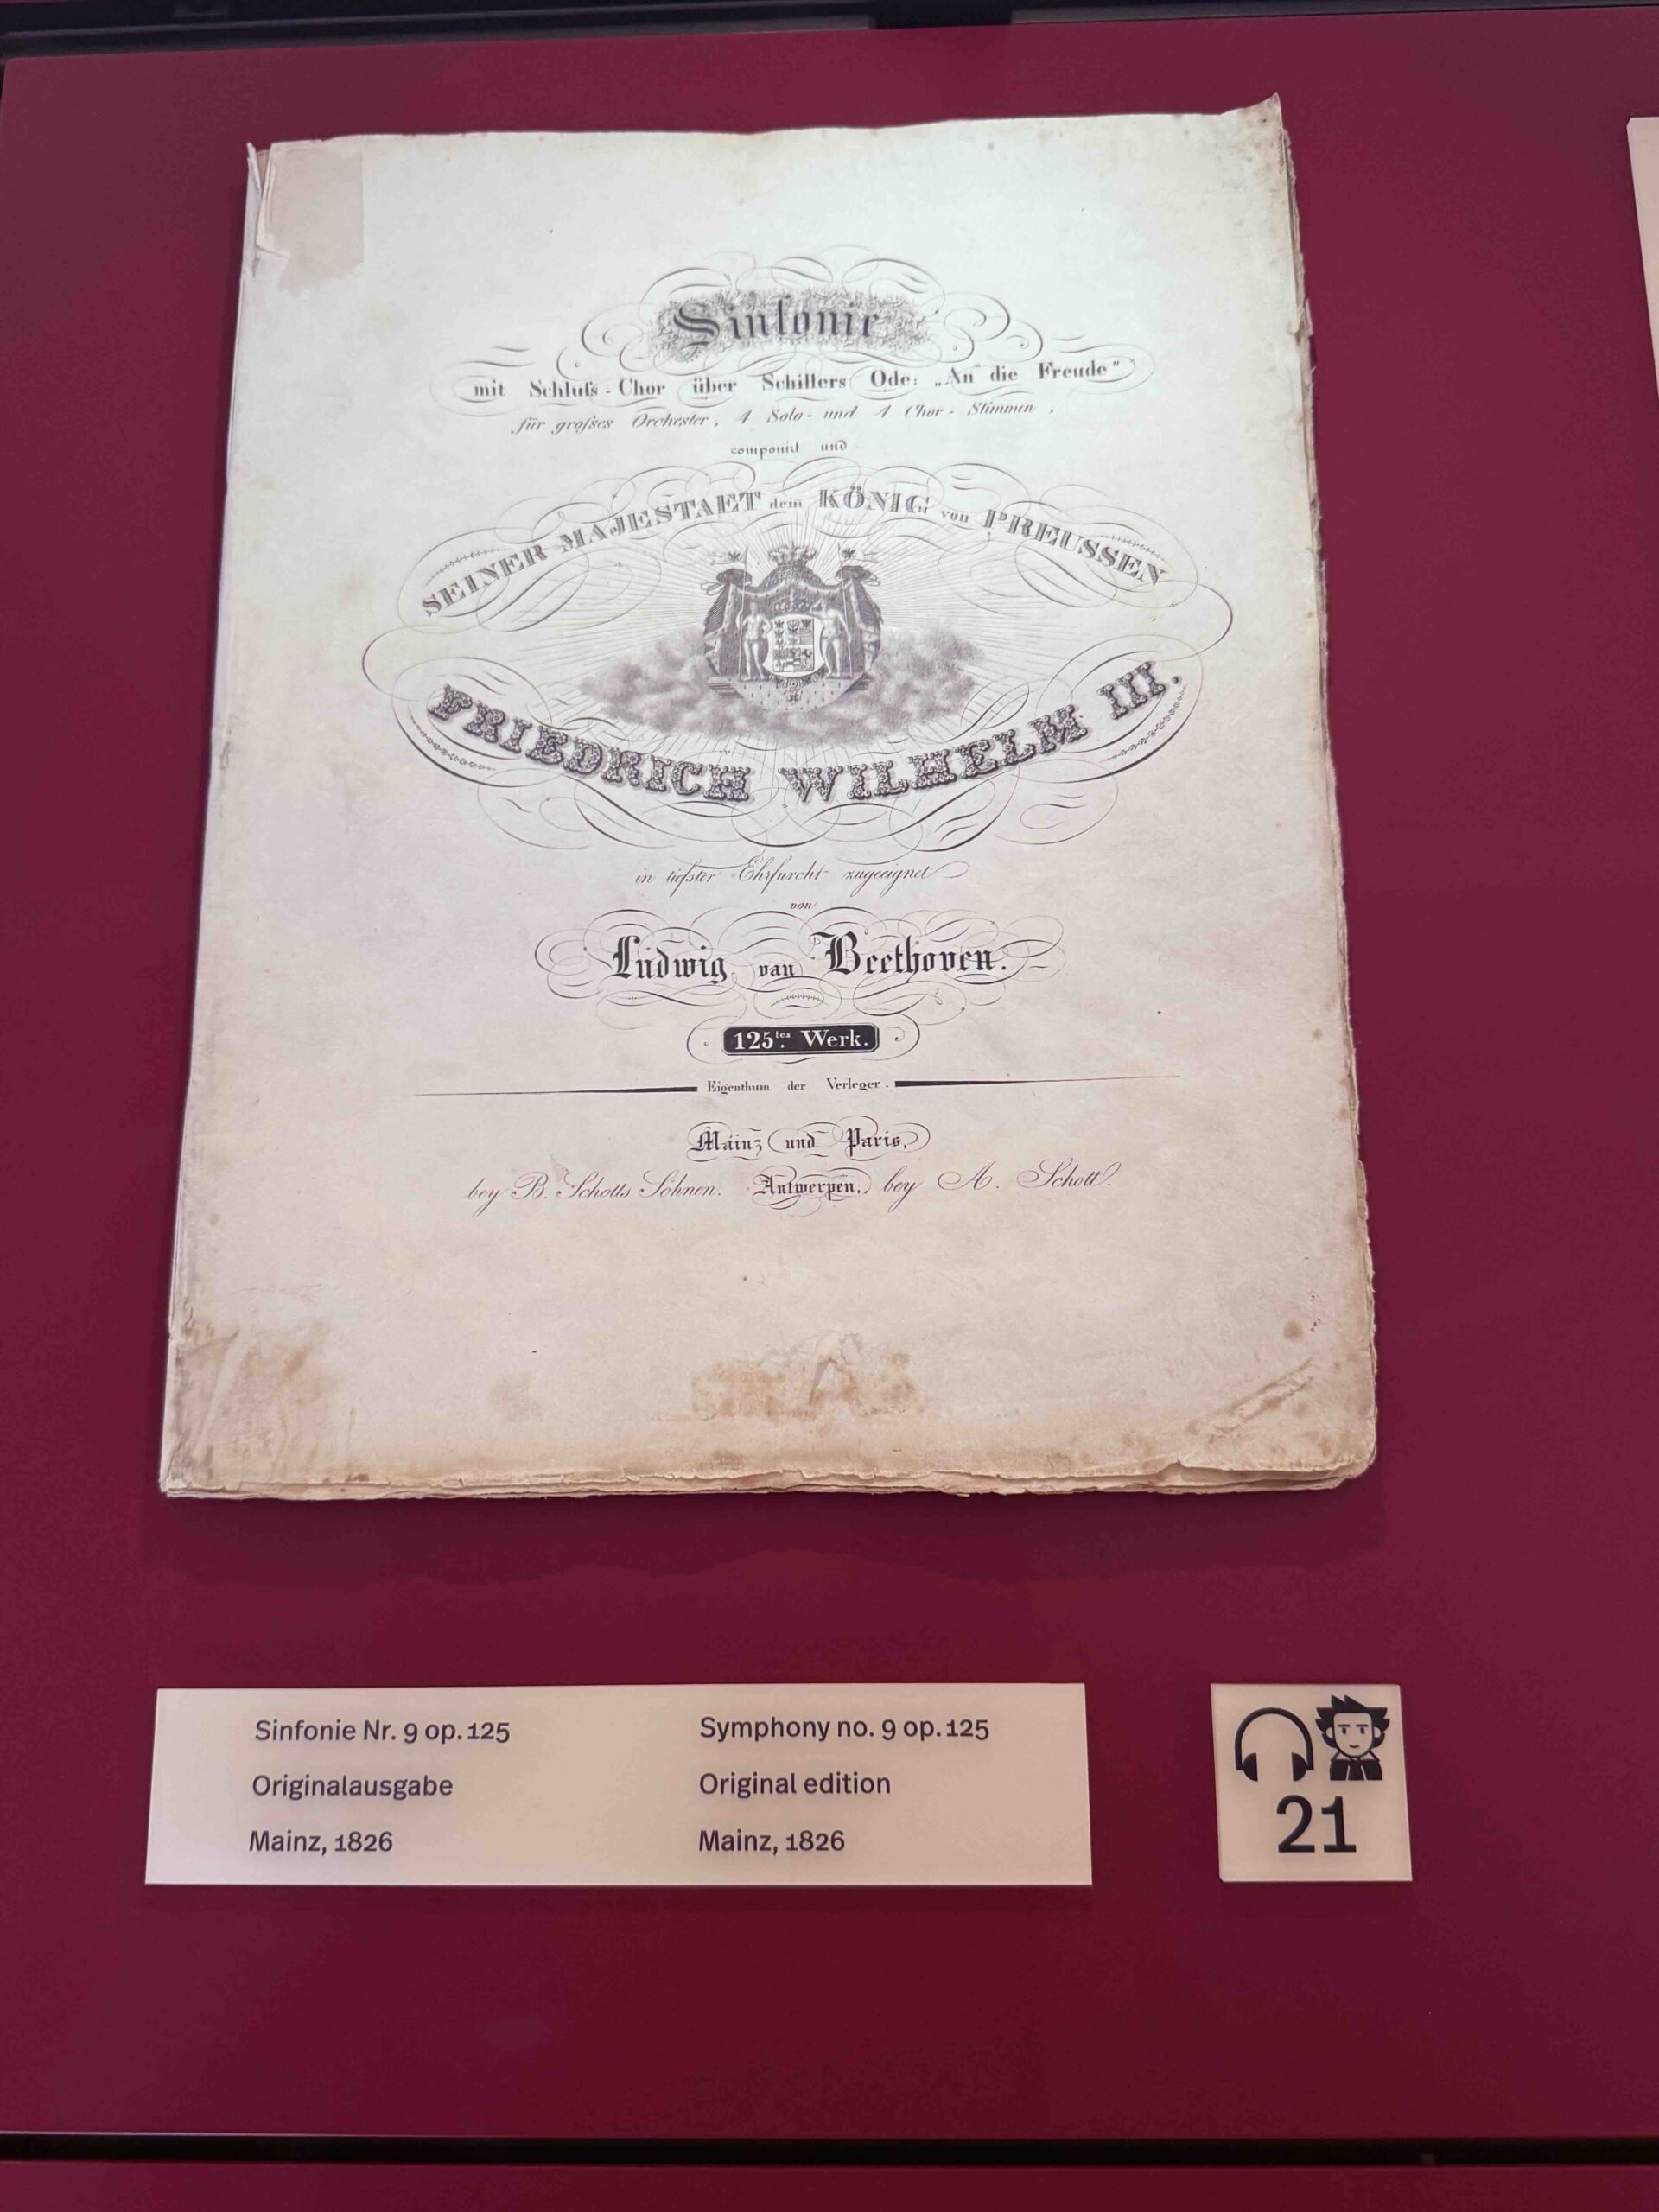 Sinfonie
mit Schluſs-Chor über Schillers Ode: „An die Freude"
für groſses Orchester, 4 Solo- und 4 Chor-Stimmen,
componirt und
SEINER MAJESTAET dem KÖNIG von PREUSSEN
FRIEDRICH WILHELM III.
in tiefster Ehrfurcht zugeeignet
von
Ludwig van Beethoven.
125tes. Werk.
Eigenthum der Verleger.
Mainz und Paris,
bey B. Schotts Söhnen. Antwerpen, bey A. Schott.
Sinfonie Nr. 9 op. 125
Originalausgabe
Mainz, 1826
Symphony no. 9 op. 125
Original edition
Mainz, 1826
21